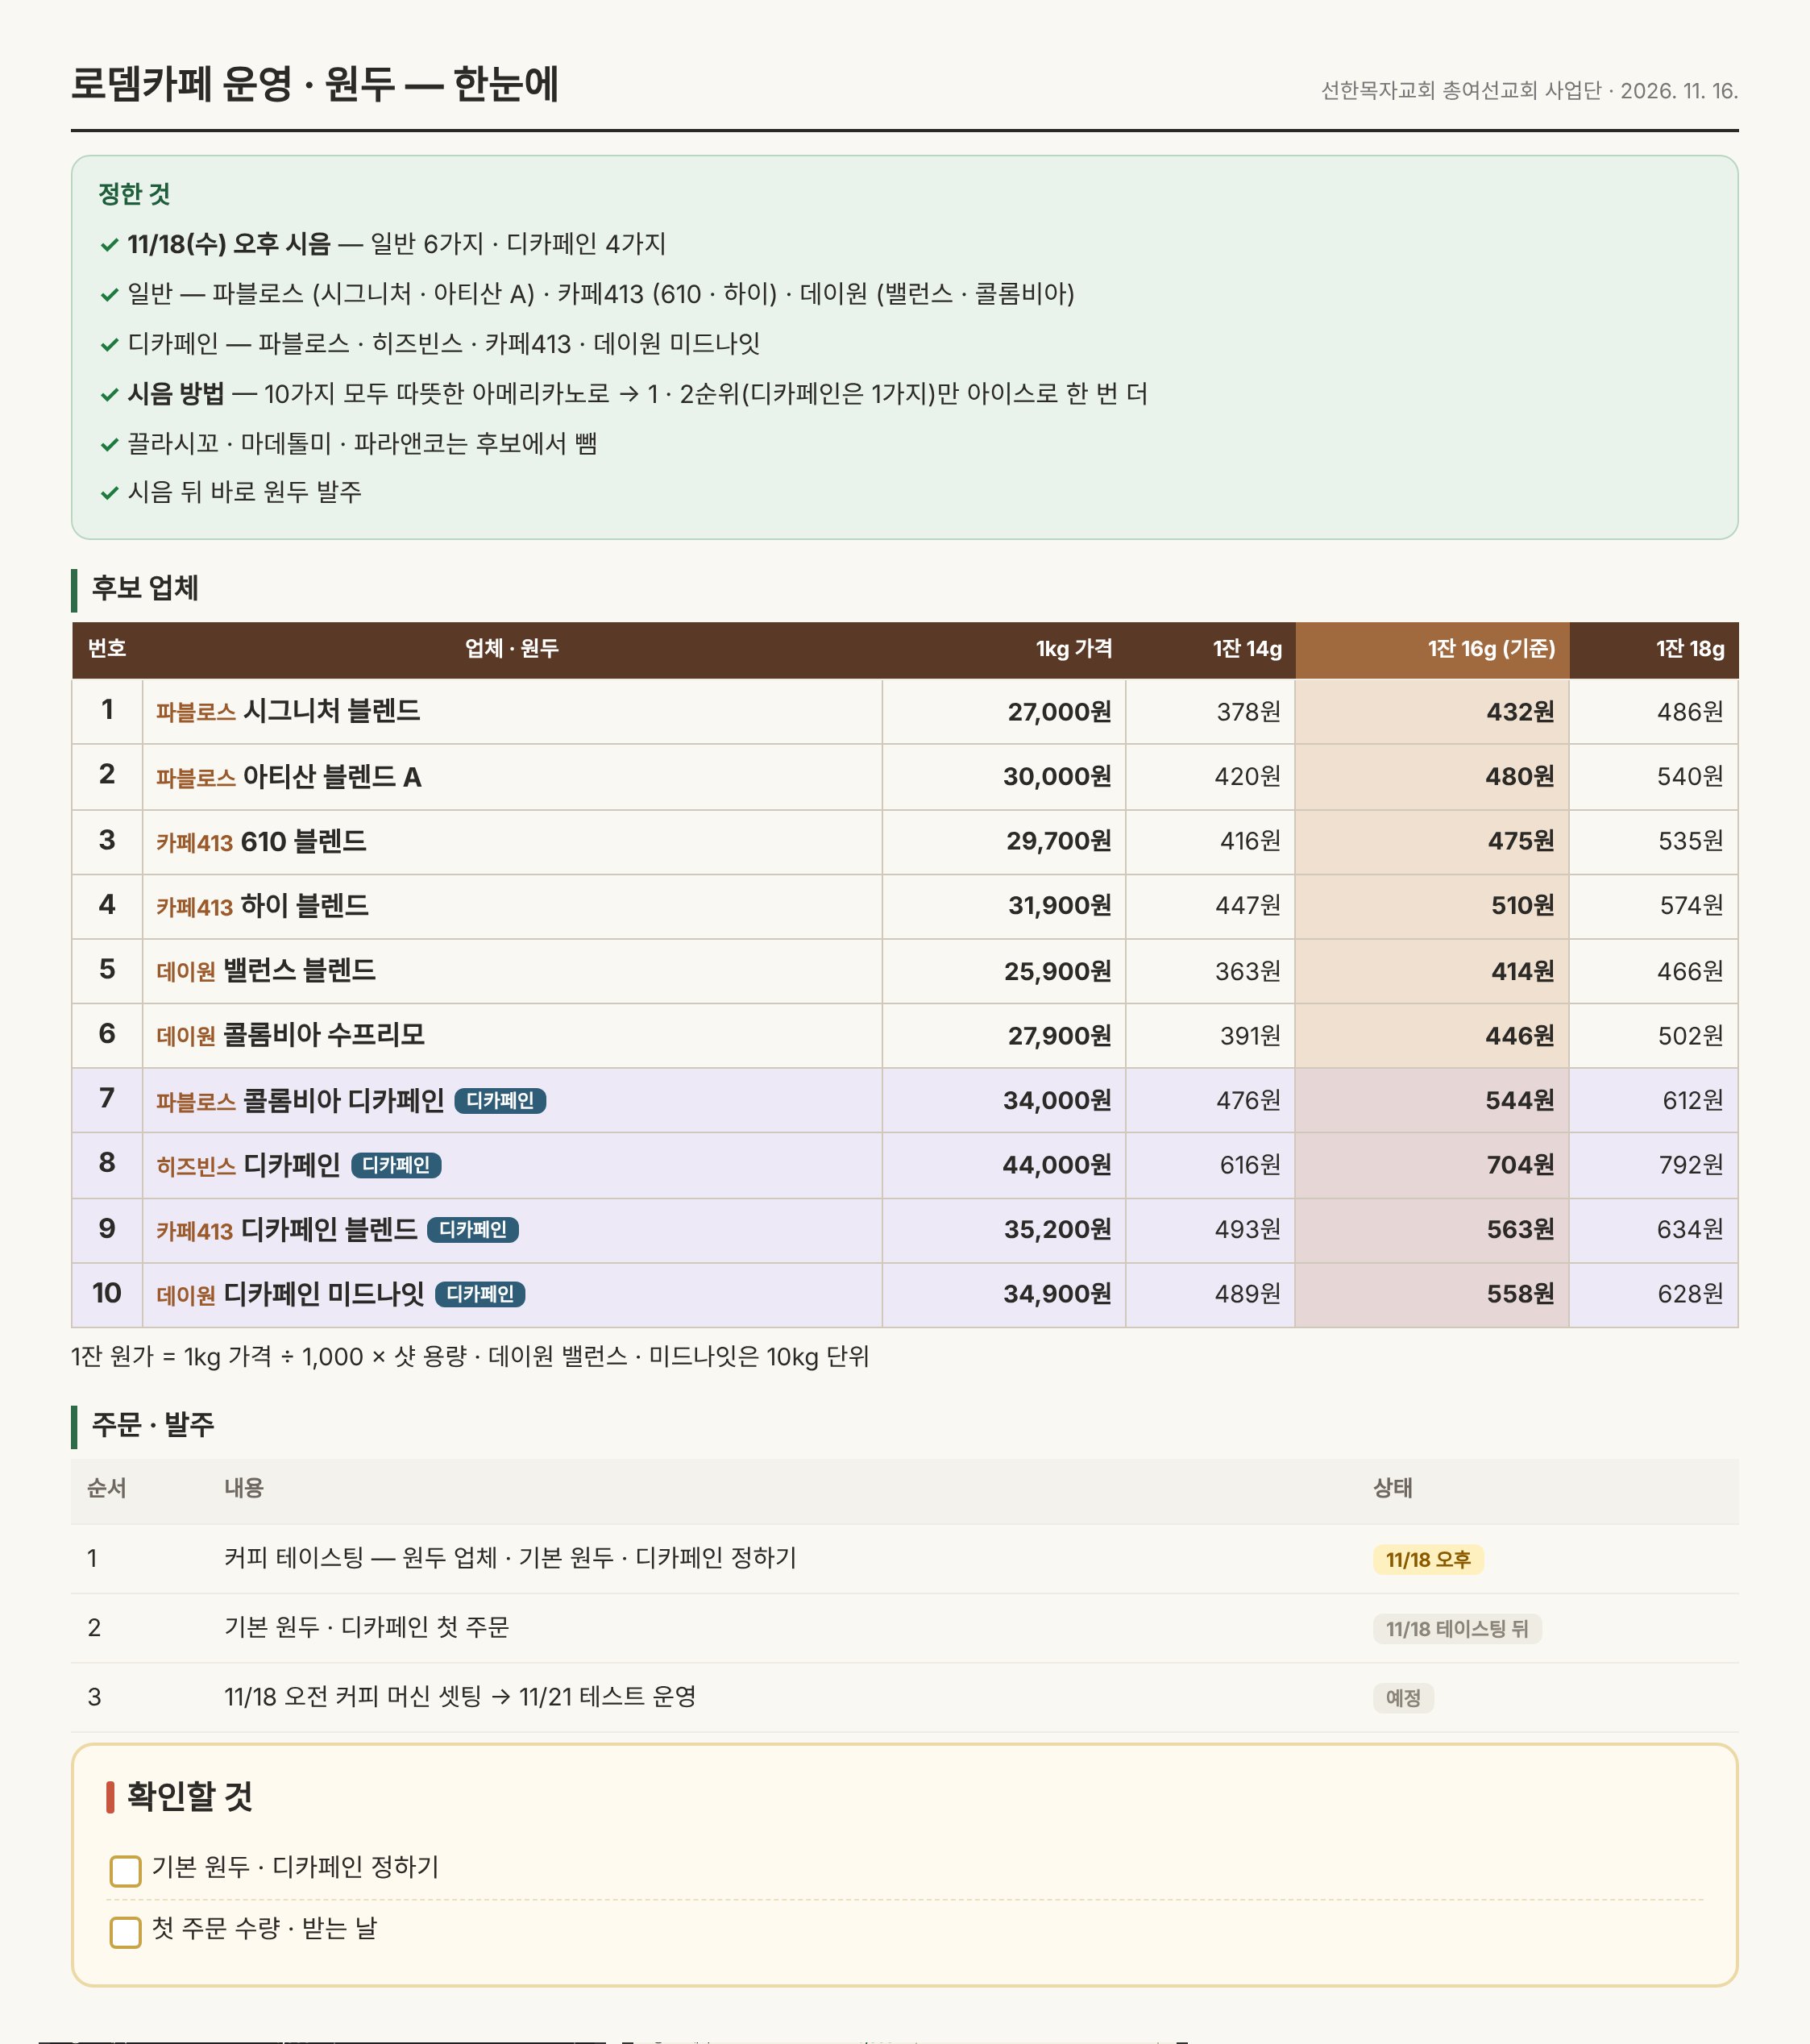 로뎀카페 운영 · 원두 — 한눈에
선한목자교회 총여선교회 사업단 · 2026. 11. 16.
정한 것
✓ 11/18(수) 오후 시음 — 일반 6가지 · 디카페인 4가지
✓ 일반 — 파블로스 (시그니처 · 아티산 A) · 카페413 (610 · 하이) · 데이원 (밸런스 · 콜롬비아)
✓ 디카페인 — 파블로스 · 히즈빈스 · 카페413 · 데이원 미드나잇
✓ 시음 방법 — 10가지 모두 따뜻한 아메리카노로 → 1 · 2순위(디카페인은 1가지)만 아이스로 한 번 더
✓ 끌라시꼬 · 마데톨미 · 파라앤코는 후보에서 뺌
✓ 시음 뒤 바로 원두 발주
후보 업체
번호 업체 · 원두 1kg 가격 1잔 14g 1잔 16g (기준) 1잔 18g
1 파블로스 시그니처 블렌드 27,000원 378원 432원 486원
2 파블로스 아티산 블렌드 A 30,000원 420원 480원 540원
3 카페413 610 블렌드 29,700원 416원 475원 535원
4 카페413 하이 블렌드 31,900원 447원 510원 574원
5 데이원 밸런스 블렌드 25,900원 363원 414원 466원
6 데이원 콜롬비아 수프리모 27,900원 391원 446원 502원
7 파블로스 콜롬비아 디카페인 디카페인 34,000원 476원 544원 612원
8 히즈빈스 디카페인 디카페인 44,000원 616원 704원 792원
9 카페413 디카페인 블렌드 디카페인 35,200원 493원 563원 634원
10 데이원 디카페인 미드나잇 디카페인 34,900원 489원 558원 628원
1잔 원가 = 1kg 가격 ÷ 1,000 × 샷 용량 · 데이원 밸런스 · 미드나잇은 10kg 단위
주문 · 발주
순서 내용 상태
1 커피 테이스팅 — 원두 업체 · 기본 원두 · 디카페인 정하기 11/18 오후
2 기본 원두 · 디카페인 첫 주문 11/18 테이스팅 뒤
3 11/18 오전 커피 머신 셋팅 → 11/21 테스트 운영 예정
확인할 것
기본 원두 · 디카페인 정하기
첫 주문 수량 · 받는 날